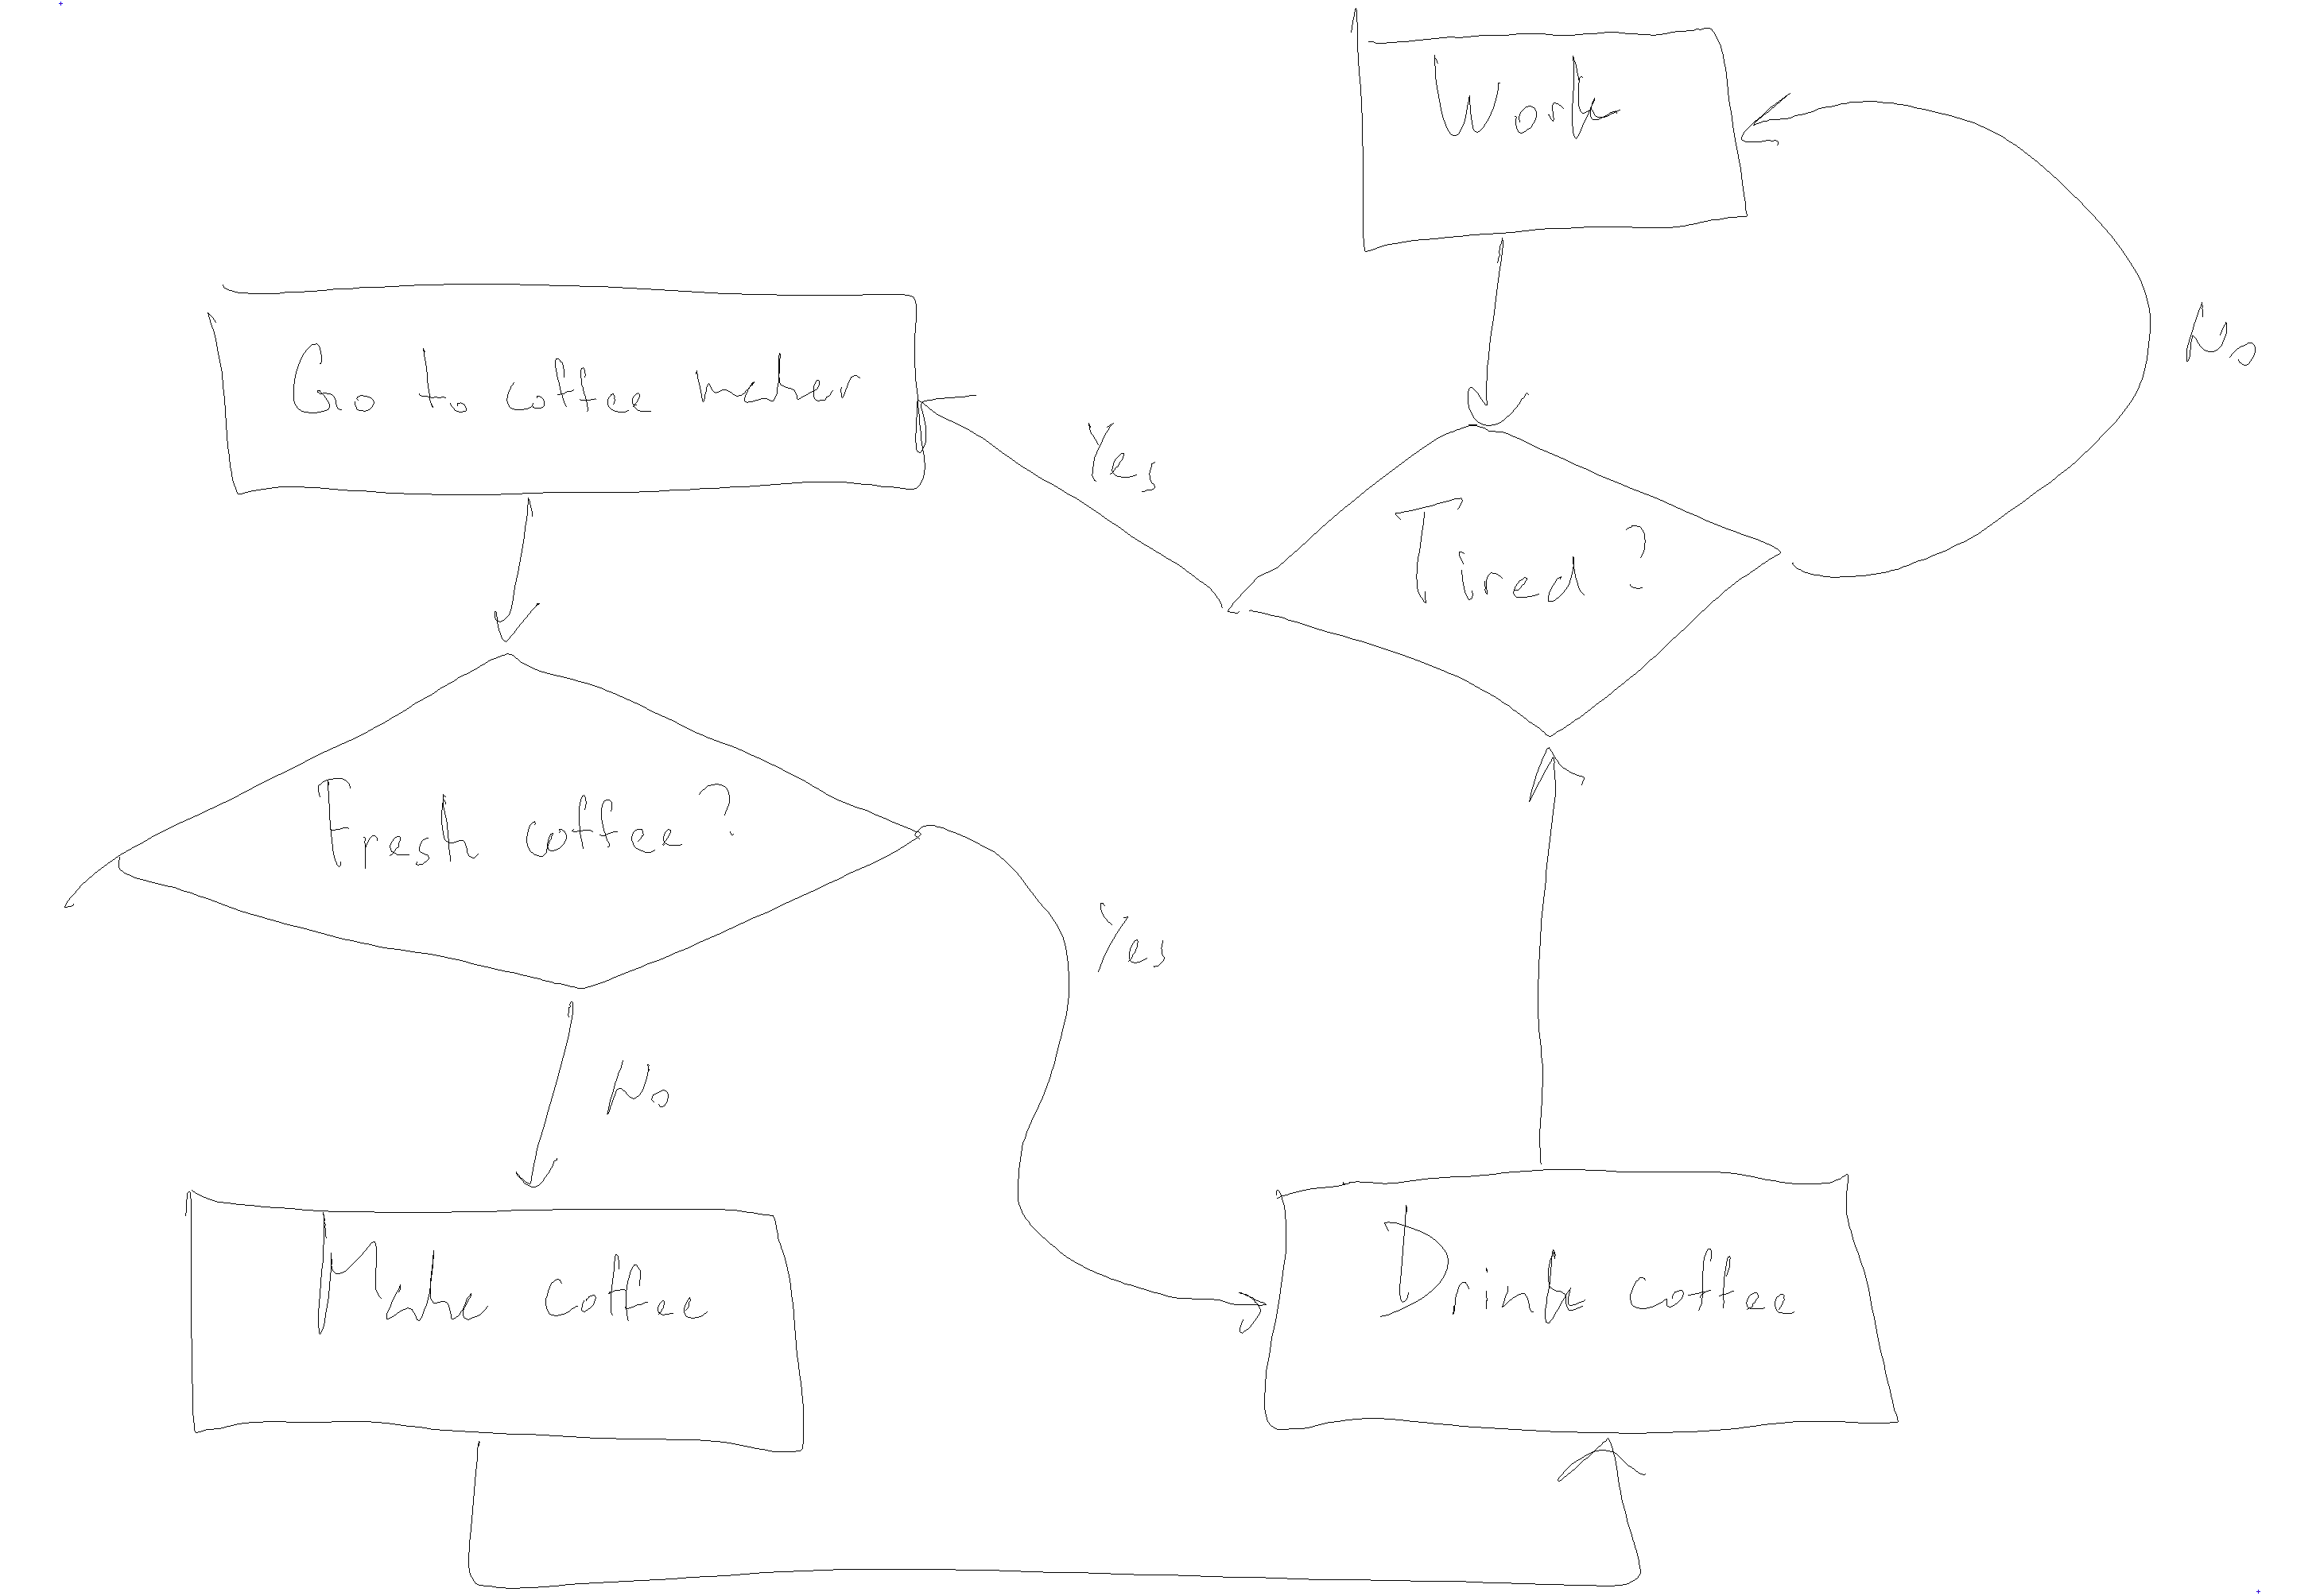 Work
No
Go to coffee maker
Yes
Tired?
Fresh coffee?
Yes
No
Make coffee
Drink coffee